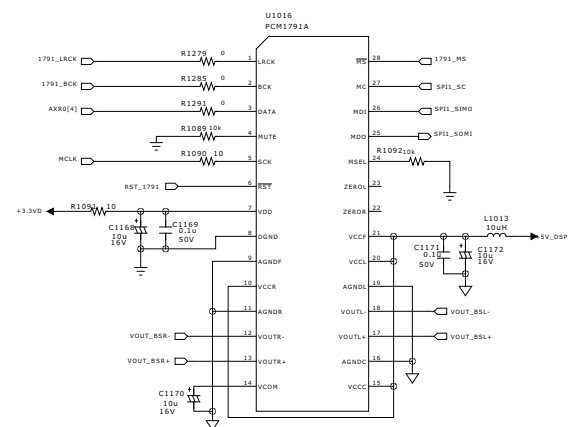 U1016
PCM1791A
1791_LRCK R1279 0 1 LRCK MS 28 1791_MS
1791_BCK R1285 0 2 BCK MC 27 SPI1_SC
AXR0[4] R1291 0 3 DATA MDI 26 SPI1_SIMO
R1089 10k 4 MUTE MDO 25 SPI1_SOMI
MCLK R1090 10 5 SCK MSEL 24 R1092 10k
RST_1791 6 RST ZEROL 23
+3.3VD R1091 10 7 VDD ZEROR 22
C1168 10u 16V
C1169 0.1u 50V
8 DGND VCCF 21 L1013 10uH +5V_DSP
C1171 0.1u 50V
C1172 10u 16V
9 AGNDF VCCL 20
10 VCCR AGNDL 19
11 AGNDR VOUTL- 18 VOUT_BSL-
VOUT_BSR- 12 VOUTR- VOUTL+ 17 VOUT_BSL+
VOUT_BSR+ 13 VOUTR+ AGNDC 16
14 VCOM VCCC 15
C1170 10u 16V